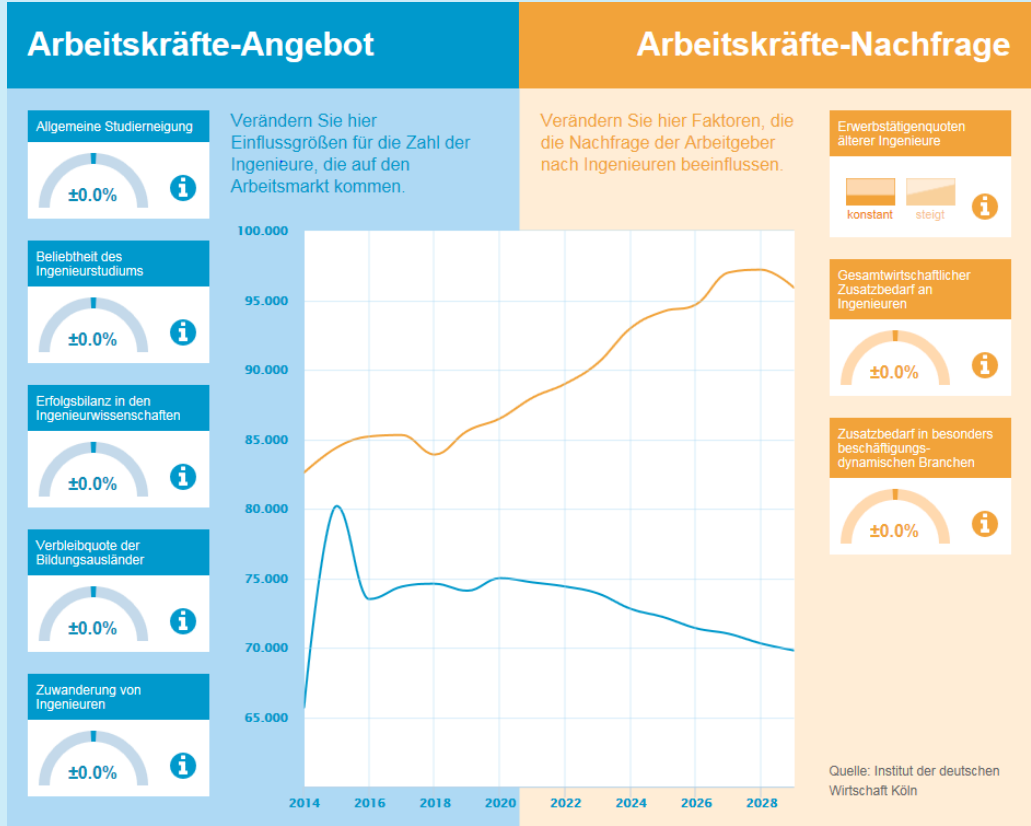 Arbeitskräfte-Angebot
Arbeitskräfte-Nachfrage
Allgemeine Studierneigung
±0.0%
Beliebtheit des
Ingenieurstudiums
±0.0%
Erfolgsbilanz in den
Ingenieurwissenschaften
±0.0%
Verbleibquote der
Bildungsausländer
±0.0%
Zuwanderung von
Ingenieuren
±0.0%
Verändern Sie hier
Einflussgrößen für die Zahl der
Ingenieure, die auf den
Arbeitsmarkt kommen.
Verändern Sie hier Faktoren, die
die Nachfrage der Arbeitgeber
nach Ingenieuren beeinflussen.
100.000
95.000
90.000
85.000
80.000
75.000
70.000
65.000
2014 2016 2018 2020 2022 2024 2026 2028
Erwerbstätigenquoten
älterer Ingenieure
konstant steigt
Gesamtwirtschaftlicher
Zusatzbedarf an
Ingenieuren
±0.0%
Zusatzbedarf in besonders
beschäftigungs-
dynamischen Branchen
±0.0%
Quelle: Institut der deutschen
Wirtschaft Köln